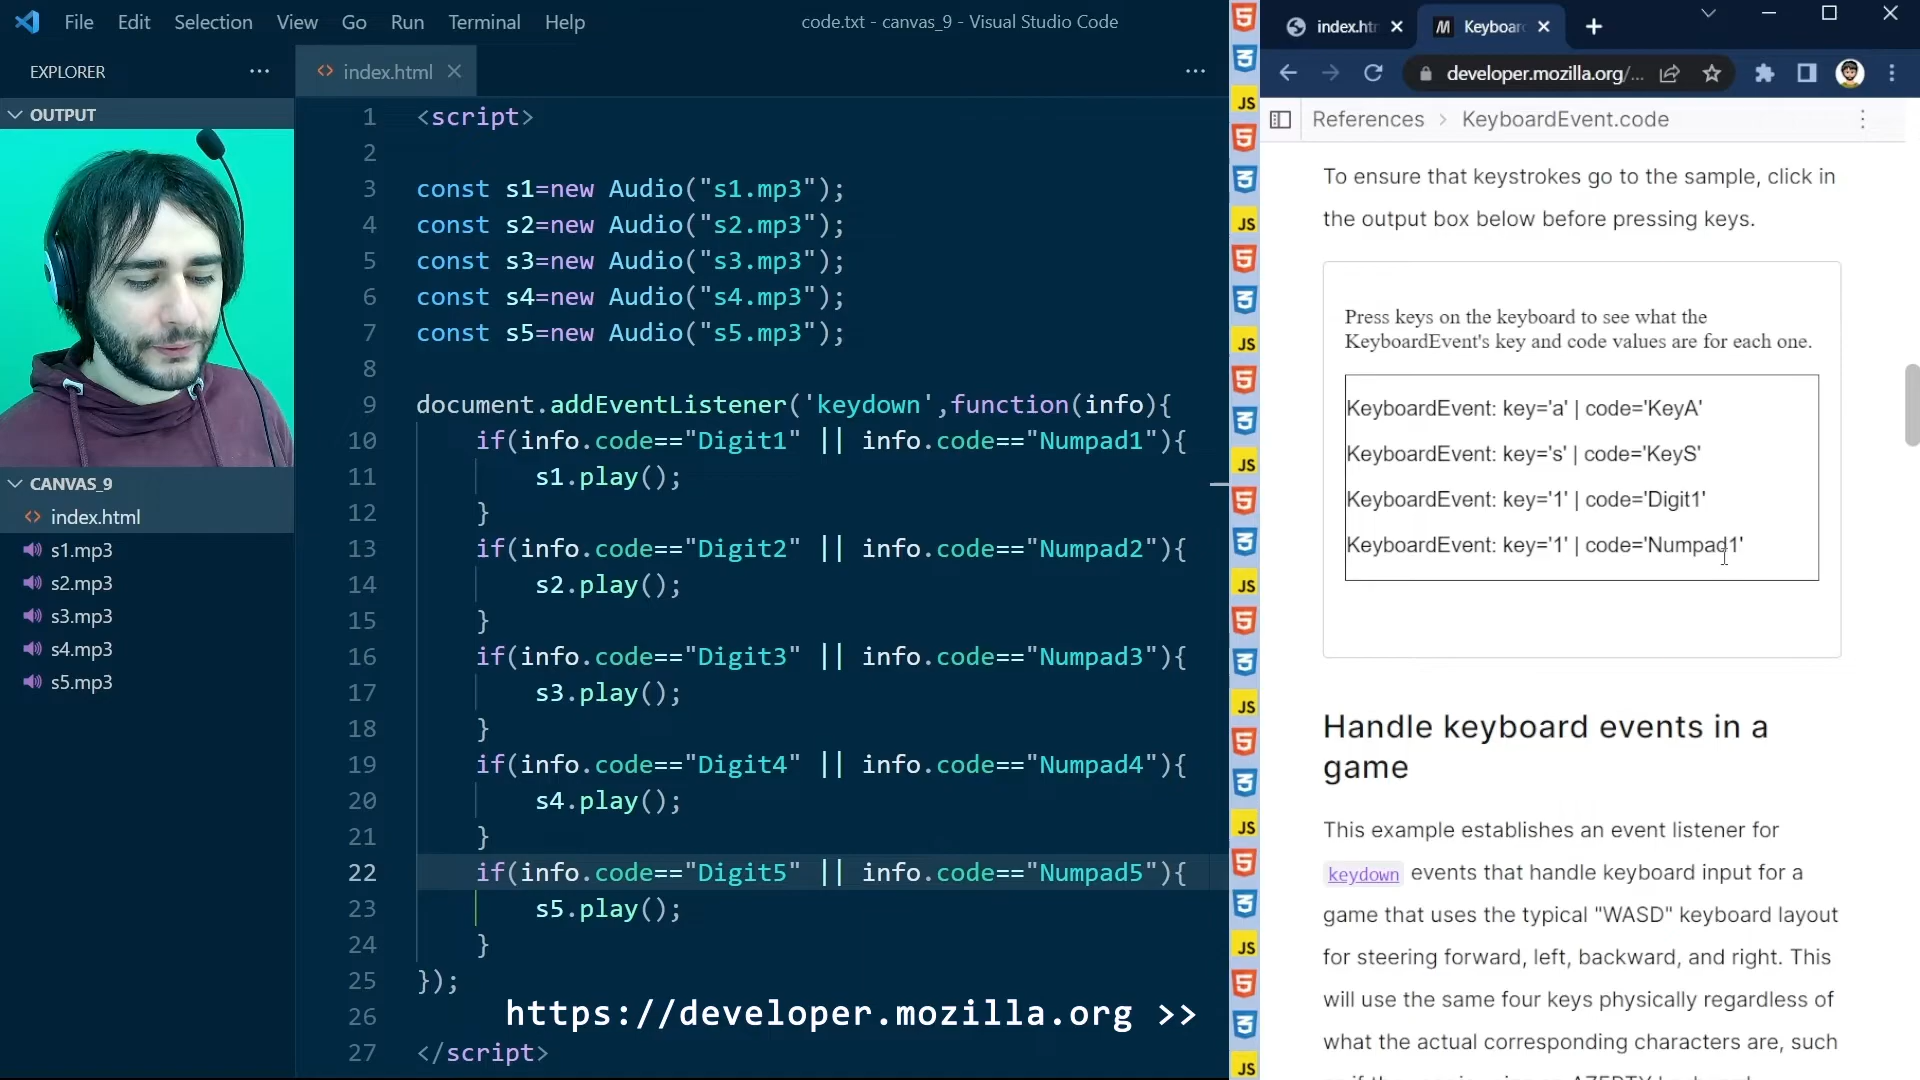 File Edit Selection View Go Run Terminal Help
code.txt - canvas_9 - Visual Studio Code
EXPLORER
OUTPUT
CANVAS_9
index.html
s1.mp3
s2.mp3
s3.mp3
s4.mp3
s5.mp3
index.html
1 <script>
2
3 const s1=new Audio("s1.mp3");
4 const s2=new Audio("s2.mp3");
5 const s3=new Audio("s3.mp3");
6 const s4=new Audio("s4.mp3");
7 const s5=new Audio("s5.mp3");
8
9 document.addEventListener('keydown',function(info){
10 if(info.code=="Digit1" || info.code=="Numpad1"){
11 s1.play();
12 }
13 if(info.code=="Digit2" || info.code=="Numpad2"){
14 s2.play();
15 }
16 if(info.code=="Digit3" || info.code=="Numpad3"){
17 s3.play();
18 }
19 if(info.code=="Digit4" || info.code=="Numpad4"){
20 s4.play();
21 }
22 if(info.code=="Digit5" || info.code=="Numpad5"){
23 s5.play();
24 }
25 });
26
https://developer.mozilla.org >>
27 </script>
index.ht
Keyboar
developer.mozilla.org/...
References > KeyboardEvent.code
To ensure that keystrokes go to the sample, click in
the output box below before pressing keys.
Press keys on the keyboard to see what the
KeyboardEvent's key and code values are for each one.
KeyboardEvent: key='a' | code='KeyA'
KeyboardEvent: key='s' | code='KeyS'
KeyboardEvent: key='1' | code='Digit1'
KeyboardEvent: key='1' | code='Numpad1'
Handle keyboard events in a
game
This example establishes an event listener for
keydown events that handle keyboard input for a
game that uses the typical "WASD" keyboard layout
for steering forward, left, backward, and right. This
will use the same four keys physically regardless of
what the actual corresponding characters are, such